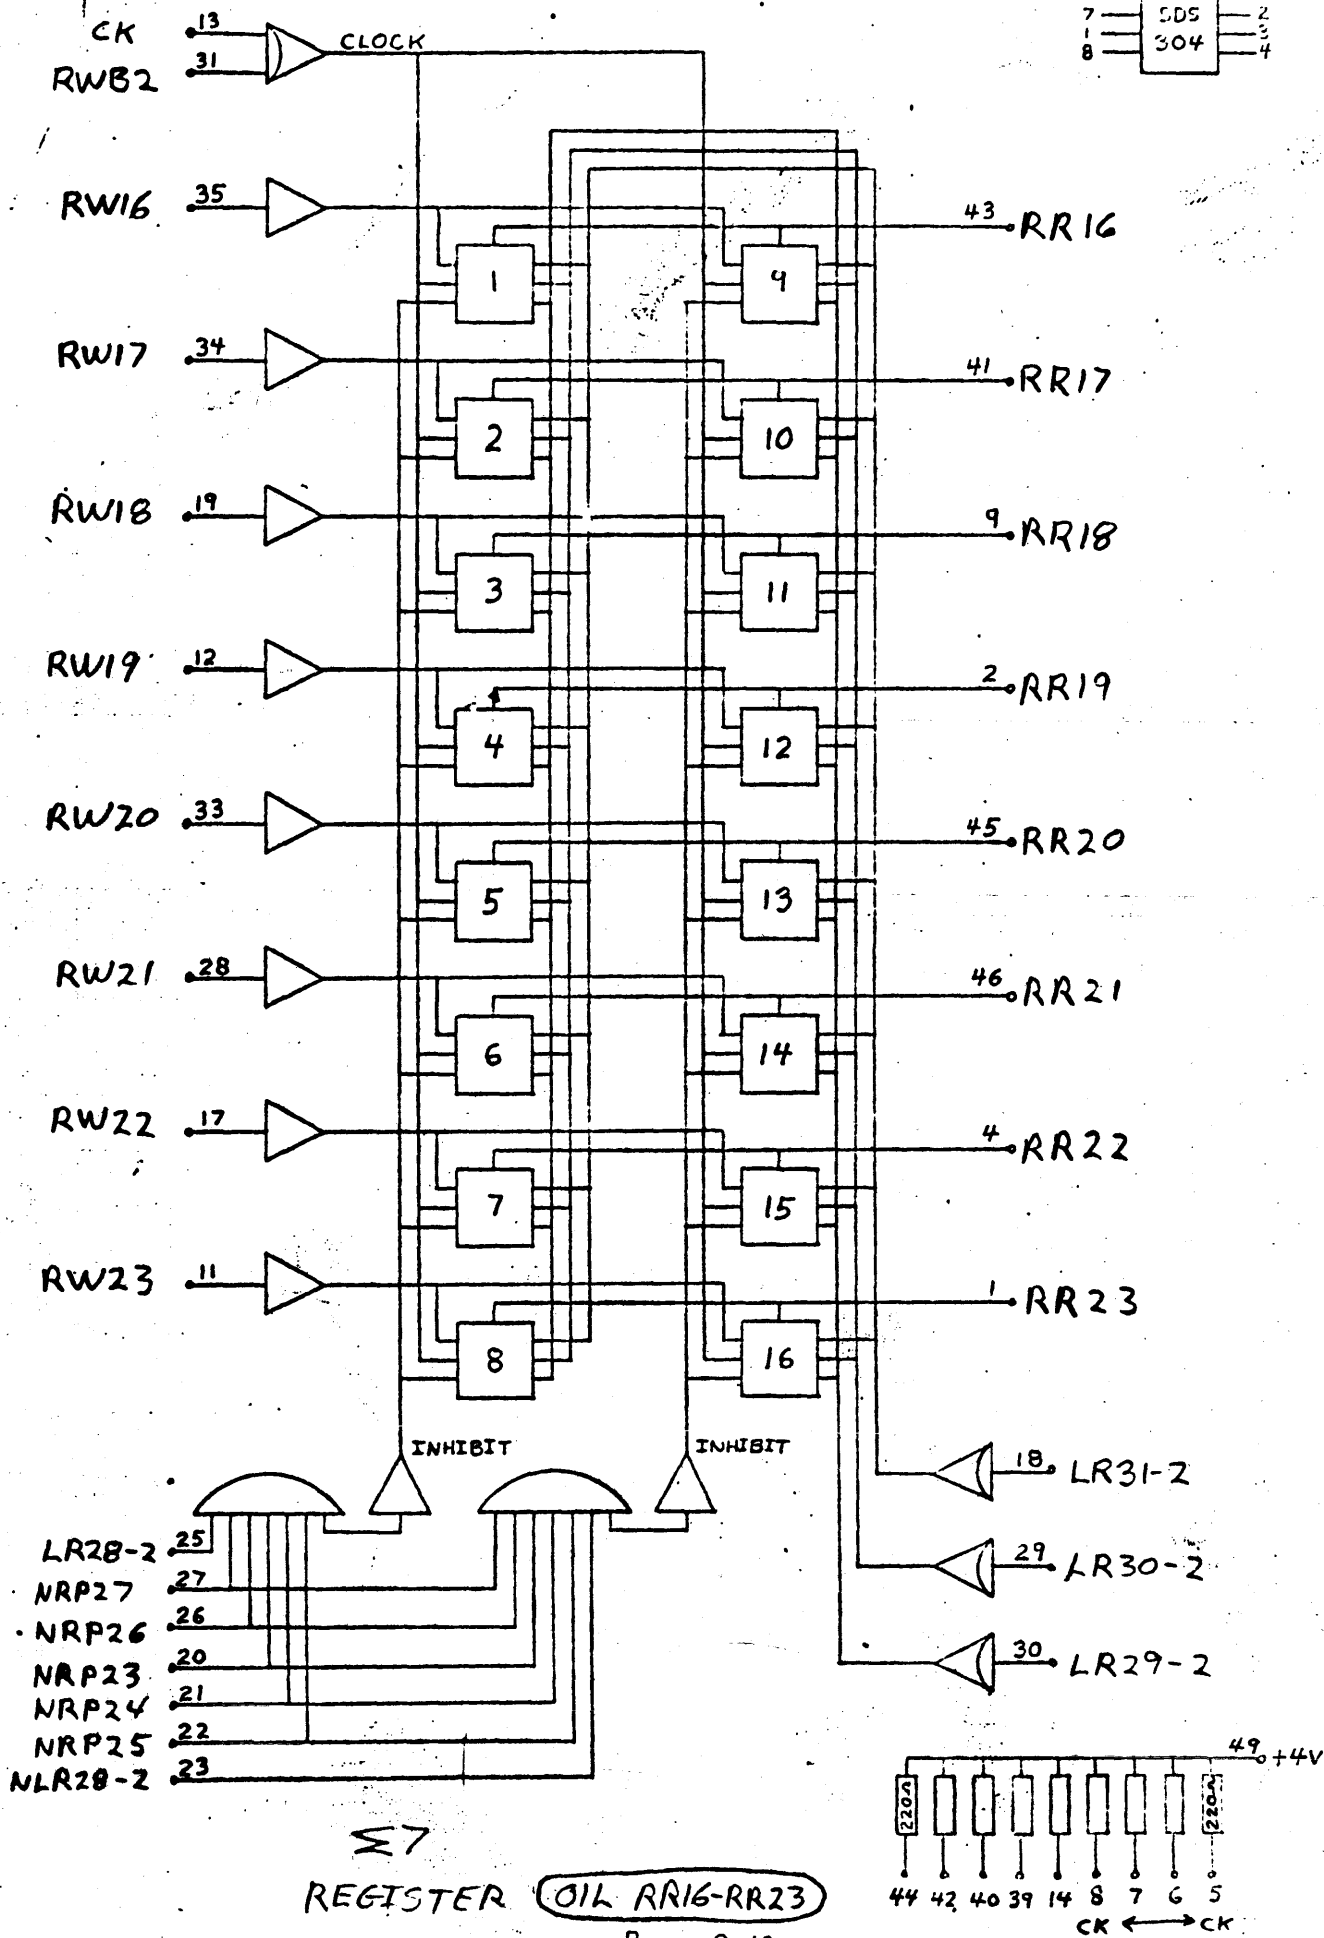 CK 13
RWB2 31
CLOCK
7 SDS 2
1 304 3
8 4
RW16 35
43 RR16
1 9
RW17 34
41 RR17
2 10
RW18 19
9 RR18
3 11
RW19 12
2 RR19
4 12
RW20 33
45 RR20
5 13
RW21 28
46 RR21
6 14
RW22 17
4 RR22
7 15
RW23 11
1 RR23
8 16
INHIBIT INHIBIT
18 LR31-2
LR28-2 25
29 LR30-2
NRP27 27
NRP26 26
30 LR29-2
NRP23 20
NRP24 21
NRP25 22
NLR28-2 23
49 +4V
220Ω 220Ω
Σ7
REGISTER OIL RR16-RR23
44 42 40 39 14 8 7 6 5
CK ⟷ CK